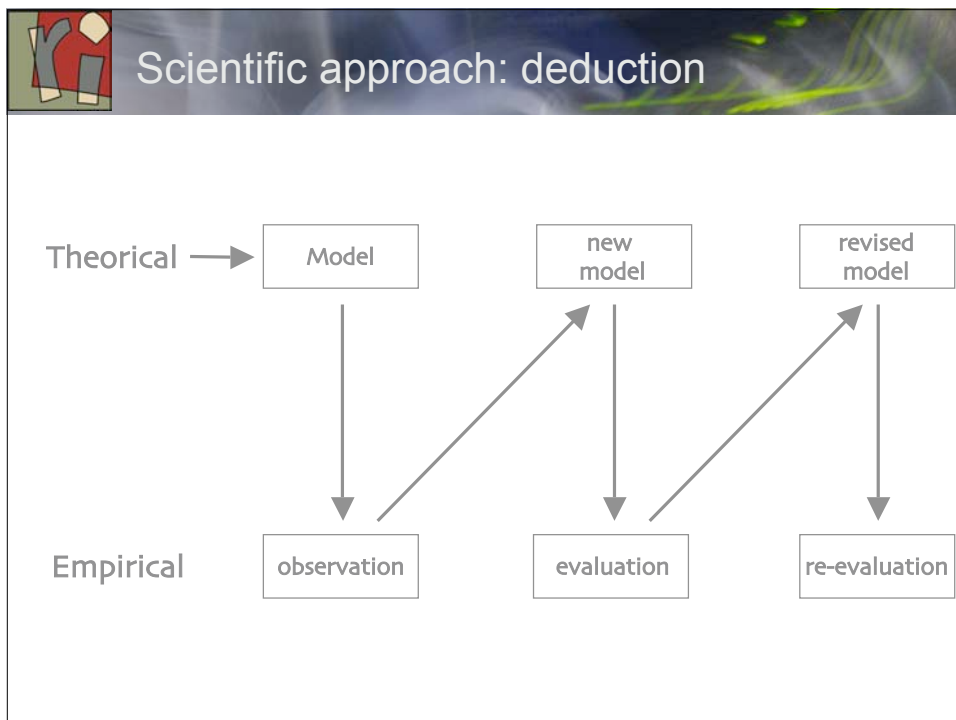 Scientific approach: deduction
Theorical
Model
new
model
revised
model
Empirical
observation
evaluation
re-evaluation